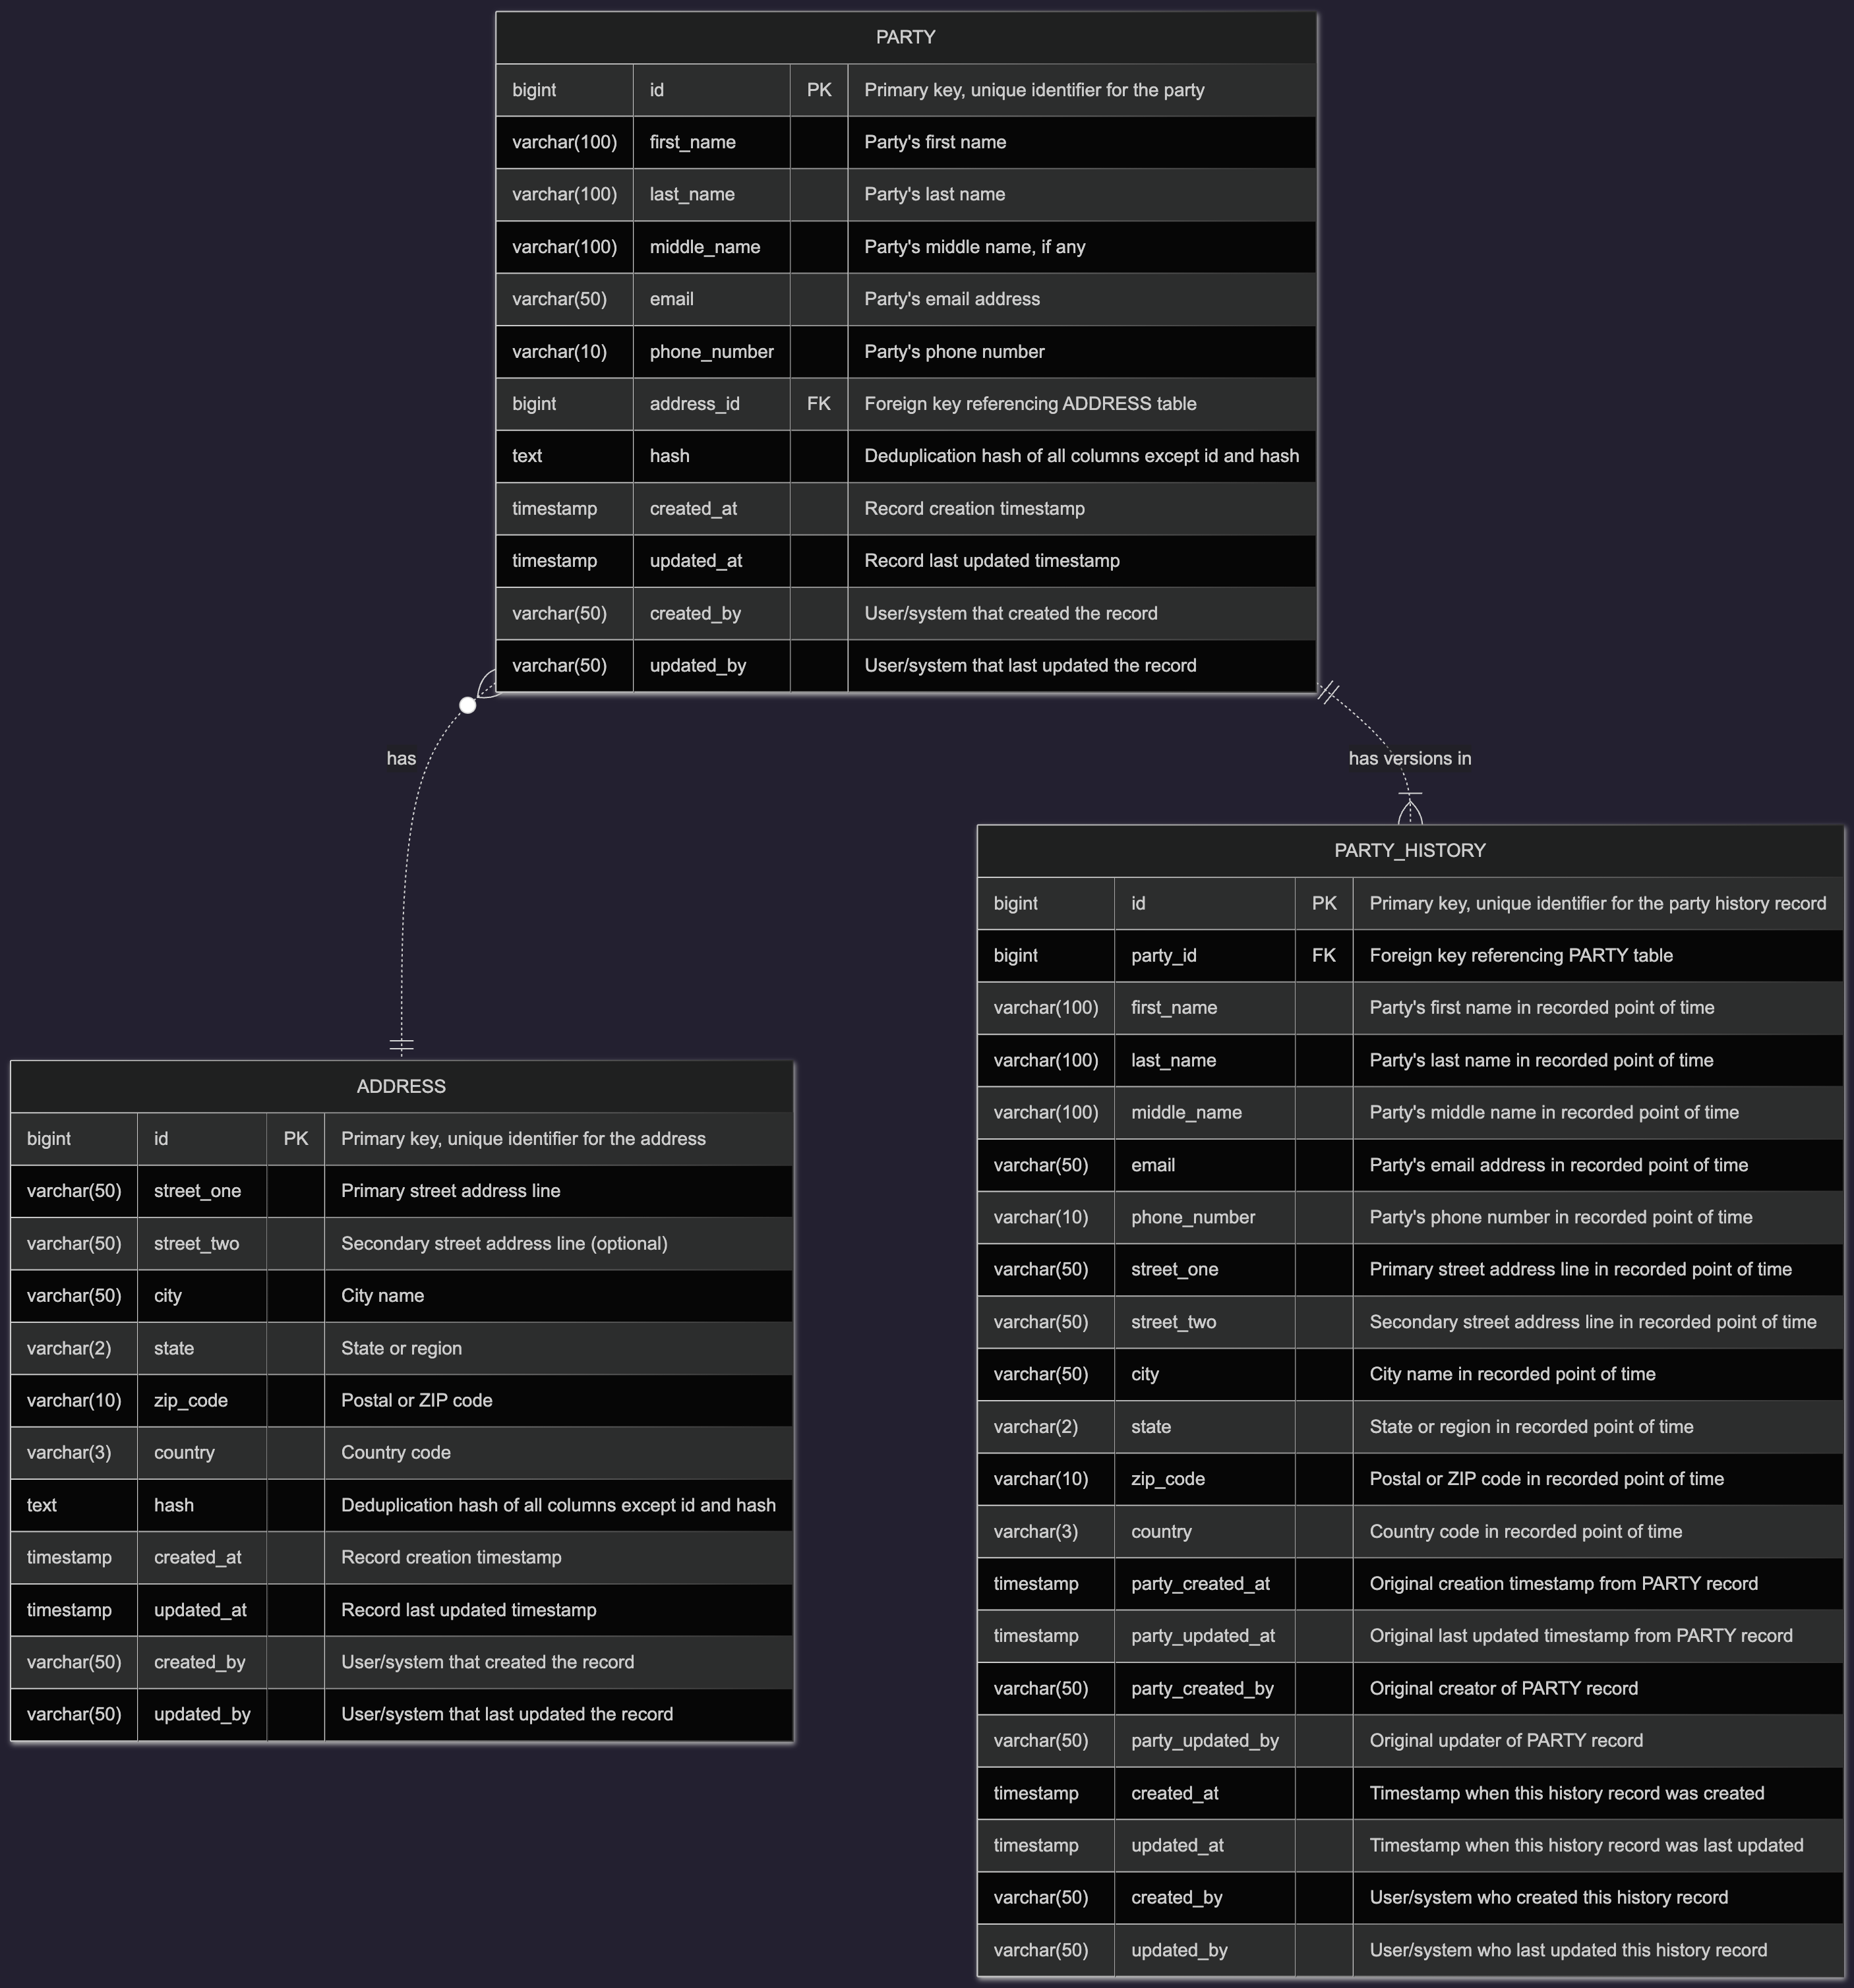 PARTY
bigint id PK Primary key, unique identifier for the party
varchar(100) first_name Party's first name
varchar(100) last_name Party's last name
varchar(100) middle_name Party's middle name, if any
varchar(50) email Party's email address
varchar(10) phone_number Party's phone number
bigint address_id FK Foreign key referencing ADDRESS table
text hash Deduplication hash of all columns except id and hash
timestamp created_at Record creation timestamp
timestamp updated_at Record last updated timestamp
varchar(50) created_by User/system that created the record
varchar(50) updated_by User/system that last updated the record
has
has versions in
PARTY_HISTORY
bigint id PK Primary key, unique identifier for the party history record
bigint party_id FK Foreign key referencing PARTY table
varchar(100) first_name Party's first name in recorded point of time
varchar(100) last_name Party's last name in recorded point of time
varchar(100) middle_name Party's middle name in recorded point of time
varchar(50) email Party's email address in recorded point of time
varchar(10) phone_number Party's phone number in recorded point of time
varchar(50) street_one Primary street address line in recorded point of time
varchar(50) street_two Secondary street address line in recorded point of time
varchar(50) city City name in recorded point of time
varchar(2) state State or region in recorded point of time
varchar(10) zip_code Postal or ZIP code in recorded point of time
varchar(3) country Country code in recorded point of time
timestamp party_created_at Original creation timestamp from PARTY record
timestamp party_updated_at Original last updated timestamp from PARTY record
varchar(50) party_created_by Original creator of PARTY record
varchar(50) party_updated_by Original updater of PARTY record
timestamp created_at Timestamp when this history record was created
timestamp updated_at Timestamp when this history record was last updated
varchar(50) created_by User/system who created this history record
varchar(50) updated_by User/system who last updated this history record
ADDRESS
bigint id PK Primary key, unique identifier for the address
varchar(50) street_one Primary street address line
varchar(50) street_two Secondary street address line (optional)
varchar(50) city City name
varchar(2) state State or region
varchar(10) zip_code Postal or ZIP code
varchar(3) country Country code
text hash Deduplication hash of all columns except id and hash
timestamp created_at Record creation timestamp
timestamp updated_at Record last updated timestamp
varchar(50) created_by User/system that created the record
varchar(50) updated_by User/system that last updated the record